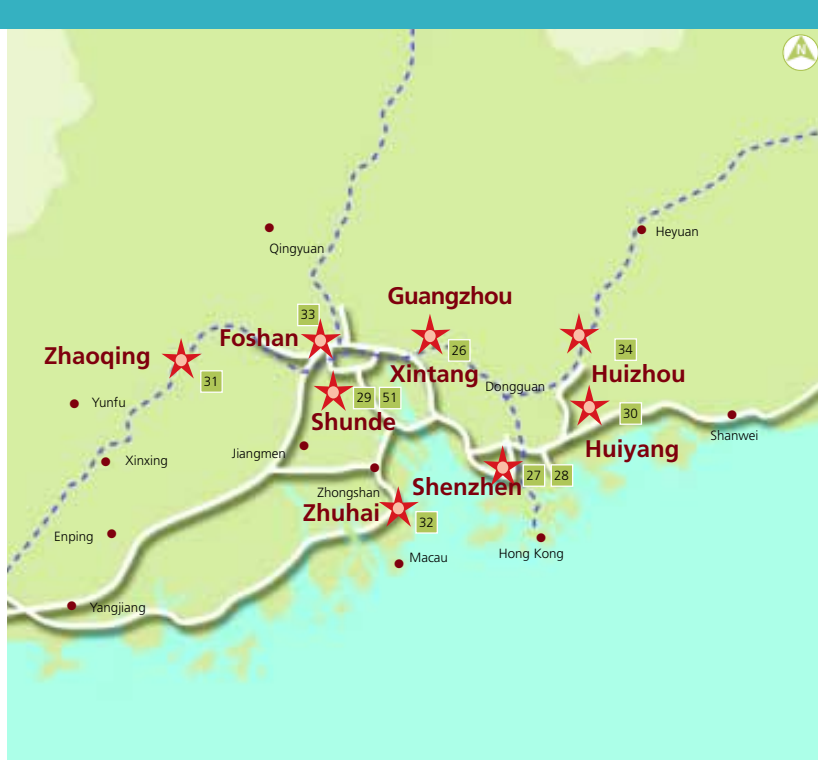 N
Qingyuan
Heyuan
Guangzhou
33
Foshan
26
34
Zhaoqing
31
Xintang
Dongguan
Huizhou
Yunfu
29 51
30
Shunde
Shanwei
Jiangmen
Huiyang
Xinxing
27 28
Zhongshan
Shenzhen
Zhuhai
32
Enping
Hong Kong
Macau
Yangjiang